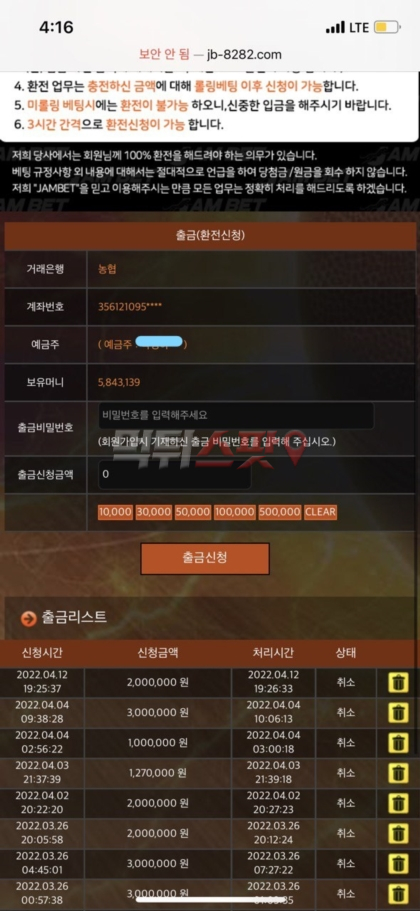 4:16
LTE
보안 안 됨 — jb-8282.com
4. 환전 업무는 충전하신 금액에 대해 롤링베팅 이후 신청이 가능합니다.
5. 미롤링 베팅시에는 환전이 불가능 하오니,신중한 입금을 해주시기 바랍니다.
6. 3시간 간격으로 환전신청이 가능 합니다.
저희 당사에서는 회원님께 100% 환전을 해드려야 하는 의무가 있습니다.
베팅 규정사항 외 내용에 대해서는 절대적으로 언급을 하여 당첨금/원금을 회수 하지 않습니다.
저희 "JAMBET"을 믿고 이용해주시는 만큼 모든 업무는 정확히 처리를 해드리도록 하겠습니다.
출금(환전신청)
거래은행 농협
계좌번호 356121095****
예금주 ( 예금주 : )
보유머니 5,843,139
출금비밀번호 비밀번호를 입력해주세요
(회원가입시 기재하신 출금 비밀번호를 입력해 주십시오.)
먹튀스팟
출금신청금액 0
10,000 30,000 50,000 100,000 500,000 CLEAR
출금신청
출금리스트
신청시간 신청금액 처리시간 상태
2022.04.12 19:25:37 2,000,000 원 2022.04.12 19:26:33 취소
2022.04.04 09:38:28 3,000,000 원 2022.04.04 10:06:13 취소
2022.04.04 02:56:22 1,000,000 원 2022.04.04 03:00:18 취소
2022.04.03 21:37:39 1,270,000 원 2022.04.03 21:39:18 취소
2022.04.02 20:22:20 2,000,000 원 2022.04.02 20:27:23 취소
2022.03.26 20:05:58 2,000,000 원 2022.03.26 20:12:24 취소
2022.03.26 04:45:01 3,000,000 원 2022.03.26 07:27:22 취소
2022.03.26 00:57:38 3,000,000 원 2022.03.26 취소